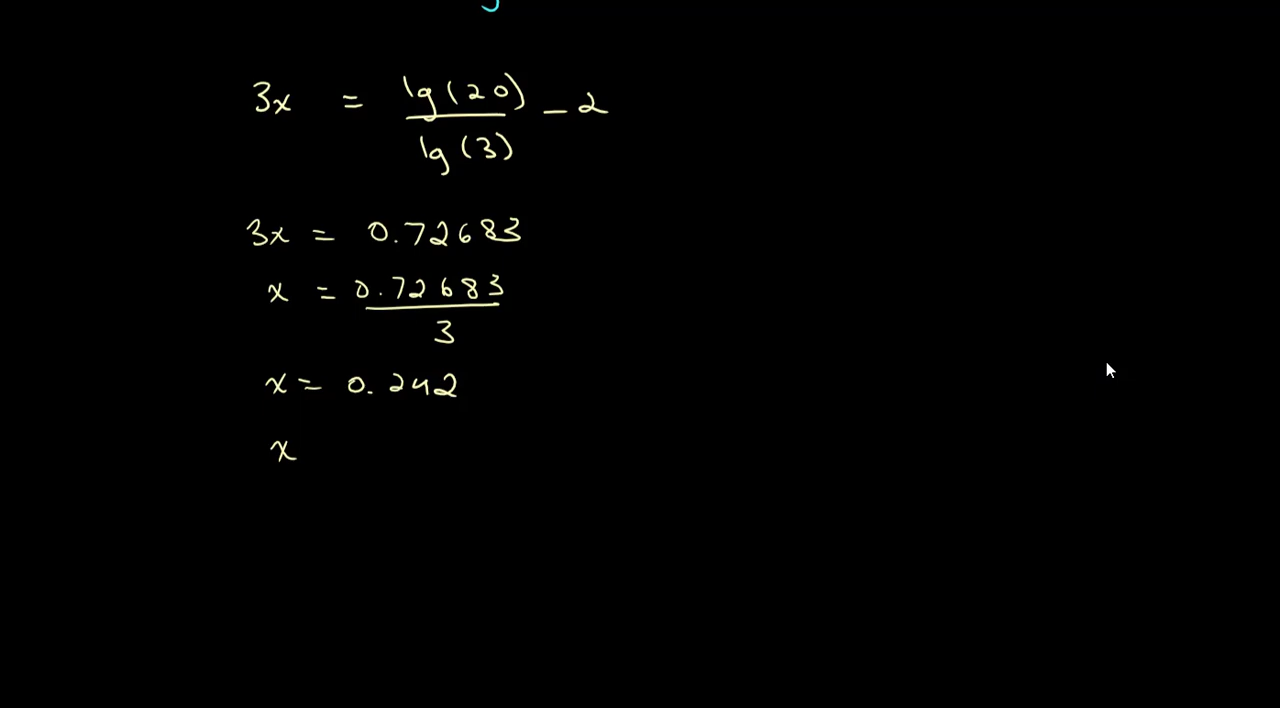 3x = lg(20)/lg(3) - 2
3x = 0.72683
x = 0.72683/3
x = 0.242
x